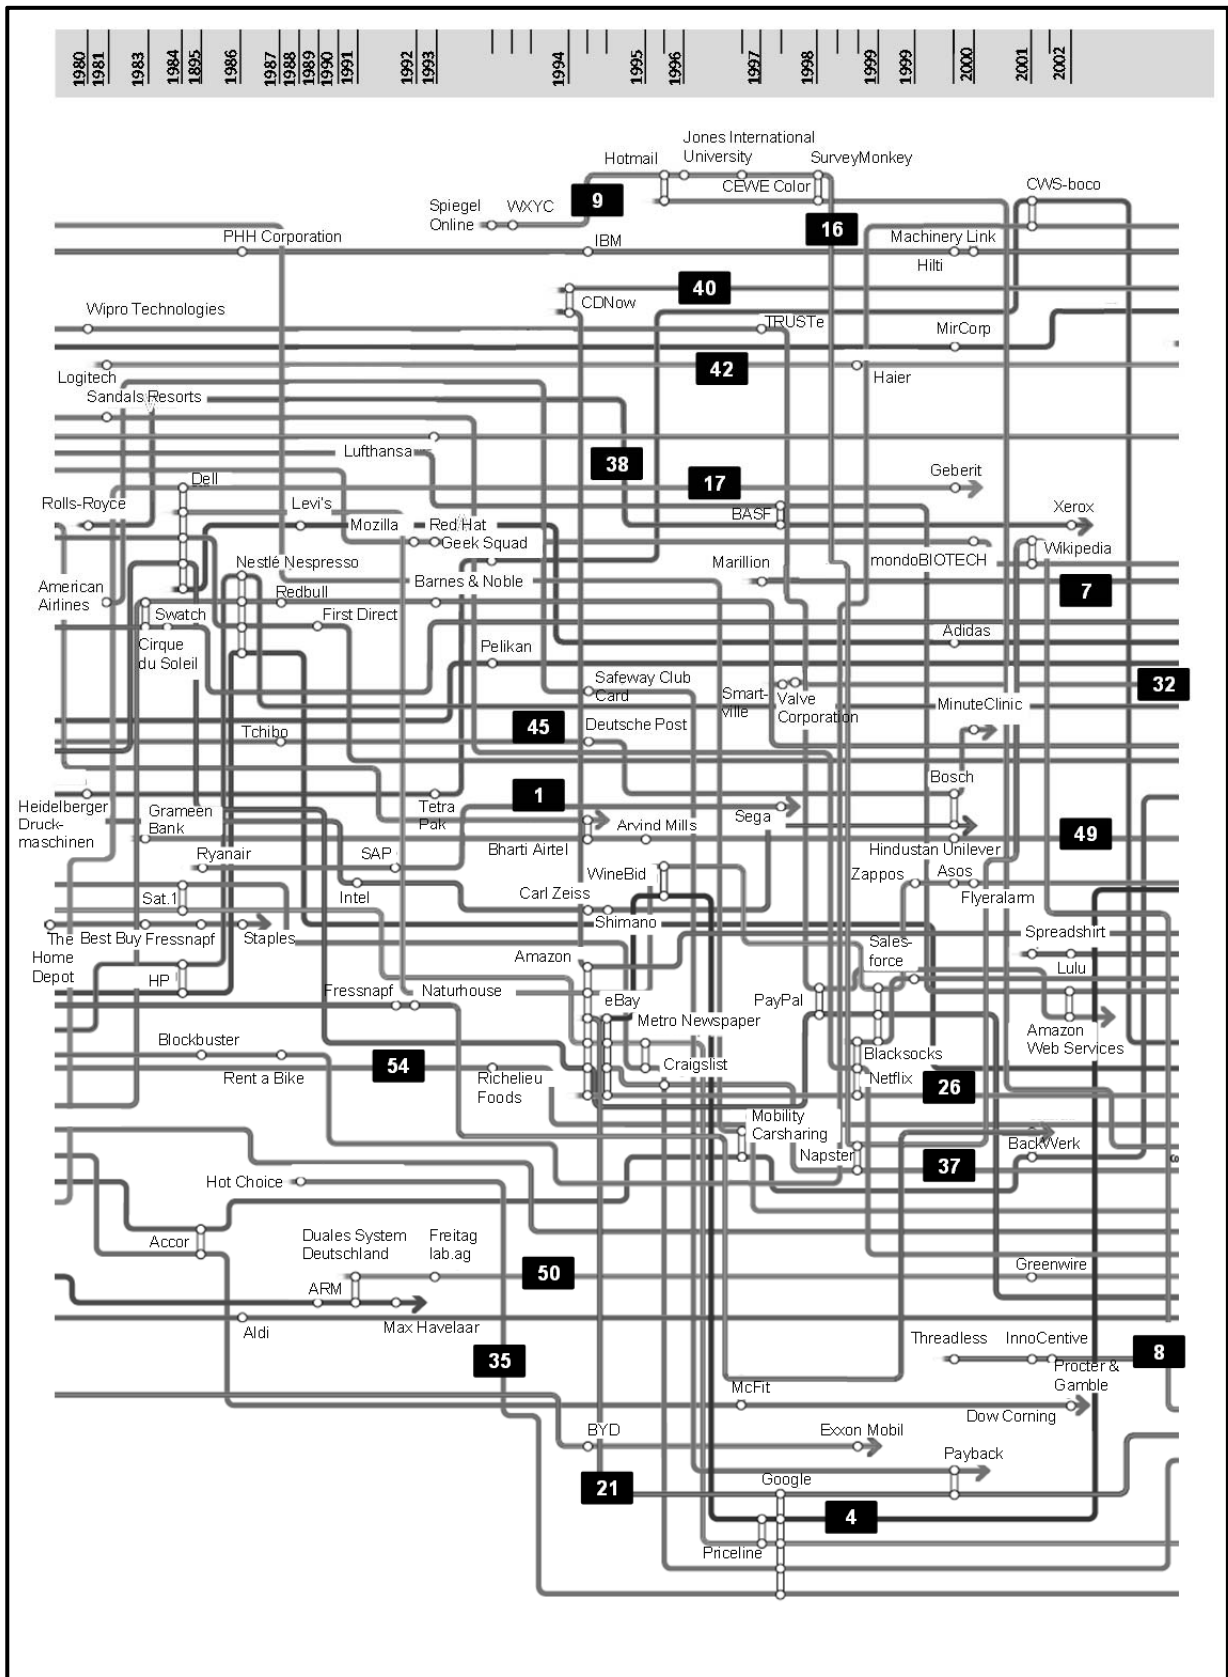 1980
1981
1983
1984
1895
1986
1987
1988
1989
1990
1991
1992
1993
1994
1995
1996
1997
1998
1999
1999
2000
2001
2002
Jones International
University
Hotmail
SurveyMonkey
CEWE Color
CWS-boco
9
Spiegel
Online
WXYC
16
PHH Corporation
IBM
Machinery Link
Hilti
40
CDNow
Wipro Technologies
TRUSTe
MirCorp
42
Logitech
Haier
Sandals Resorts
Lufthansa
38
17
Dell
Geberit
Rolls-Royce
Levi's
Mozilla
Red Hat
BASF
Xerox
Geek Squad
Wikipedia
Nestlé Nespresso
Marillion
mondoBIOTECH
American
Airlines
Barnes & Noble
7
Redbull
Swatch
First Direct
Cirque
du Soleil
Adidas
Pelikan
Safeway Club
Card
Smart-
ville
Valve
Corporation
32
MinuteClinic
Tchibo
45
Deutsche Post
Bosch
Heidelberger
Druck-
maschinen
Grameen
Bank
Tetra
Pak
1
Sega
Arvind Mills
49
Bharti Airtel
Hindustan Unilever
Ryanair
SAP
WineBid
Zappos
Asos
Sat.1
Intel
Carl Zeiss
Flyeralarm
Shimano
The
Home
Depot
Best Buy
Fressnapf
Staples
Spreadshirt
Sales-
force
Amazon
Lulu
HP
Fressnapf
Naturhouse
eBay
PayPal
Metro Newspaper
Amazon
Web Services
Blockbuster
Blacksocks
54
Craigslist
Rent a Bike
Richelieu
Foods
Netflix
26
Mobility
Carsharing
BackWerk
Napster
37
Hot Choice
Accor
Duales System
Deutschland
Freitag
lab.ag
50
Greenwire
ARM
Max Havelaar
Aldi
Threadless
InnoCentive
8
35
Procter &
Gamble
McFit
Dow Corning
BYD
Exxon Mobil
Payback
21
Google
4
Priceline